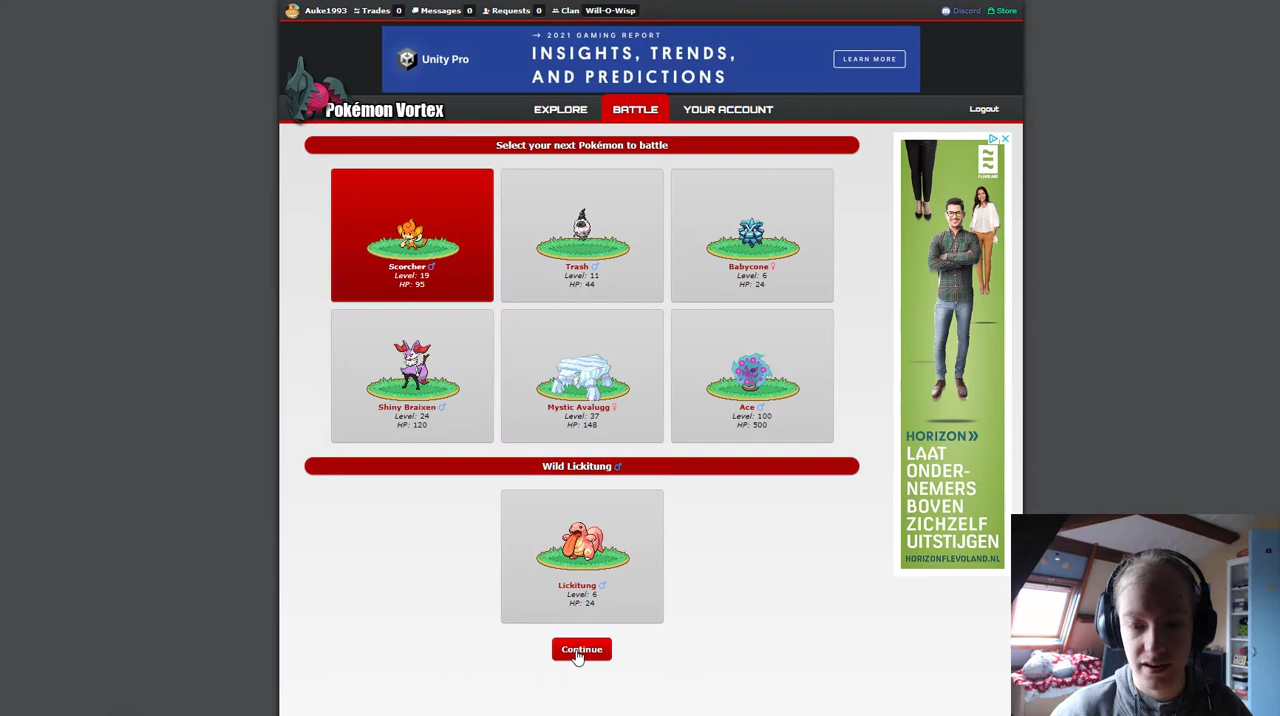 Auke1993 Trades 0 Messages 0 Requests 0 Clan Will-O-Wisp Discord Store
→ 2021 GAMING REPORT
Unity Pro
INSIGHTS, TRENDS,
AND PREDICTIONS
LEARN MORE
Pokémon Vortex
EXPLORE BATTLE YOUR ACCOUNT Logout
Select your next Pokémon to battle
Scorcher ♂
Level: 19
HP: 95
Trash ♂
Level: 11
HP: 44
Babycone ♀
Level: 6
HP: 24
Shiny Braixen ♂
Level: 24
HP: 120
Mystic Avalugg ♀
Level: 37
HP: 148
Ace ♂
Level: 100
HP: 500
Wild Lickitung ♂
Lickitung ♂
Level: 6
HP: 24
Continue
FLEVOLAND
HORIZON
LAAT
ONDER-
NEMERS
BOVEN
ZICHZELF
UITSTIJGEN
HORIZONFLEVOLAND.NL